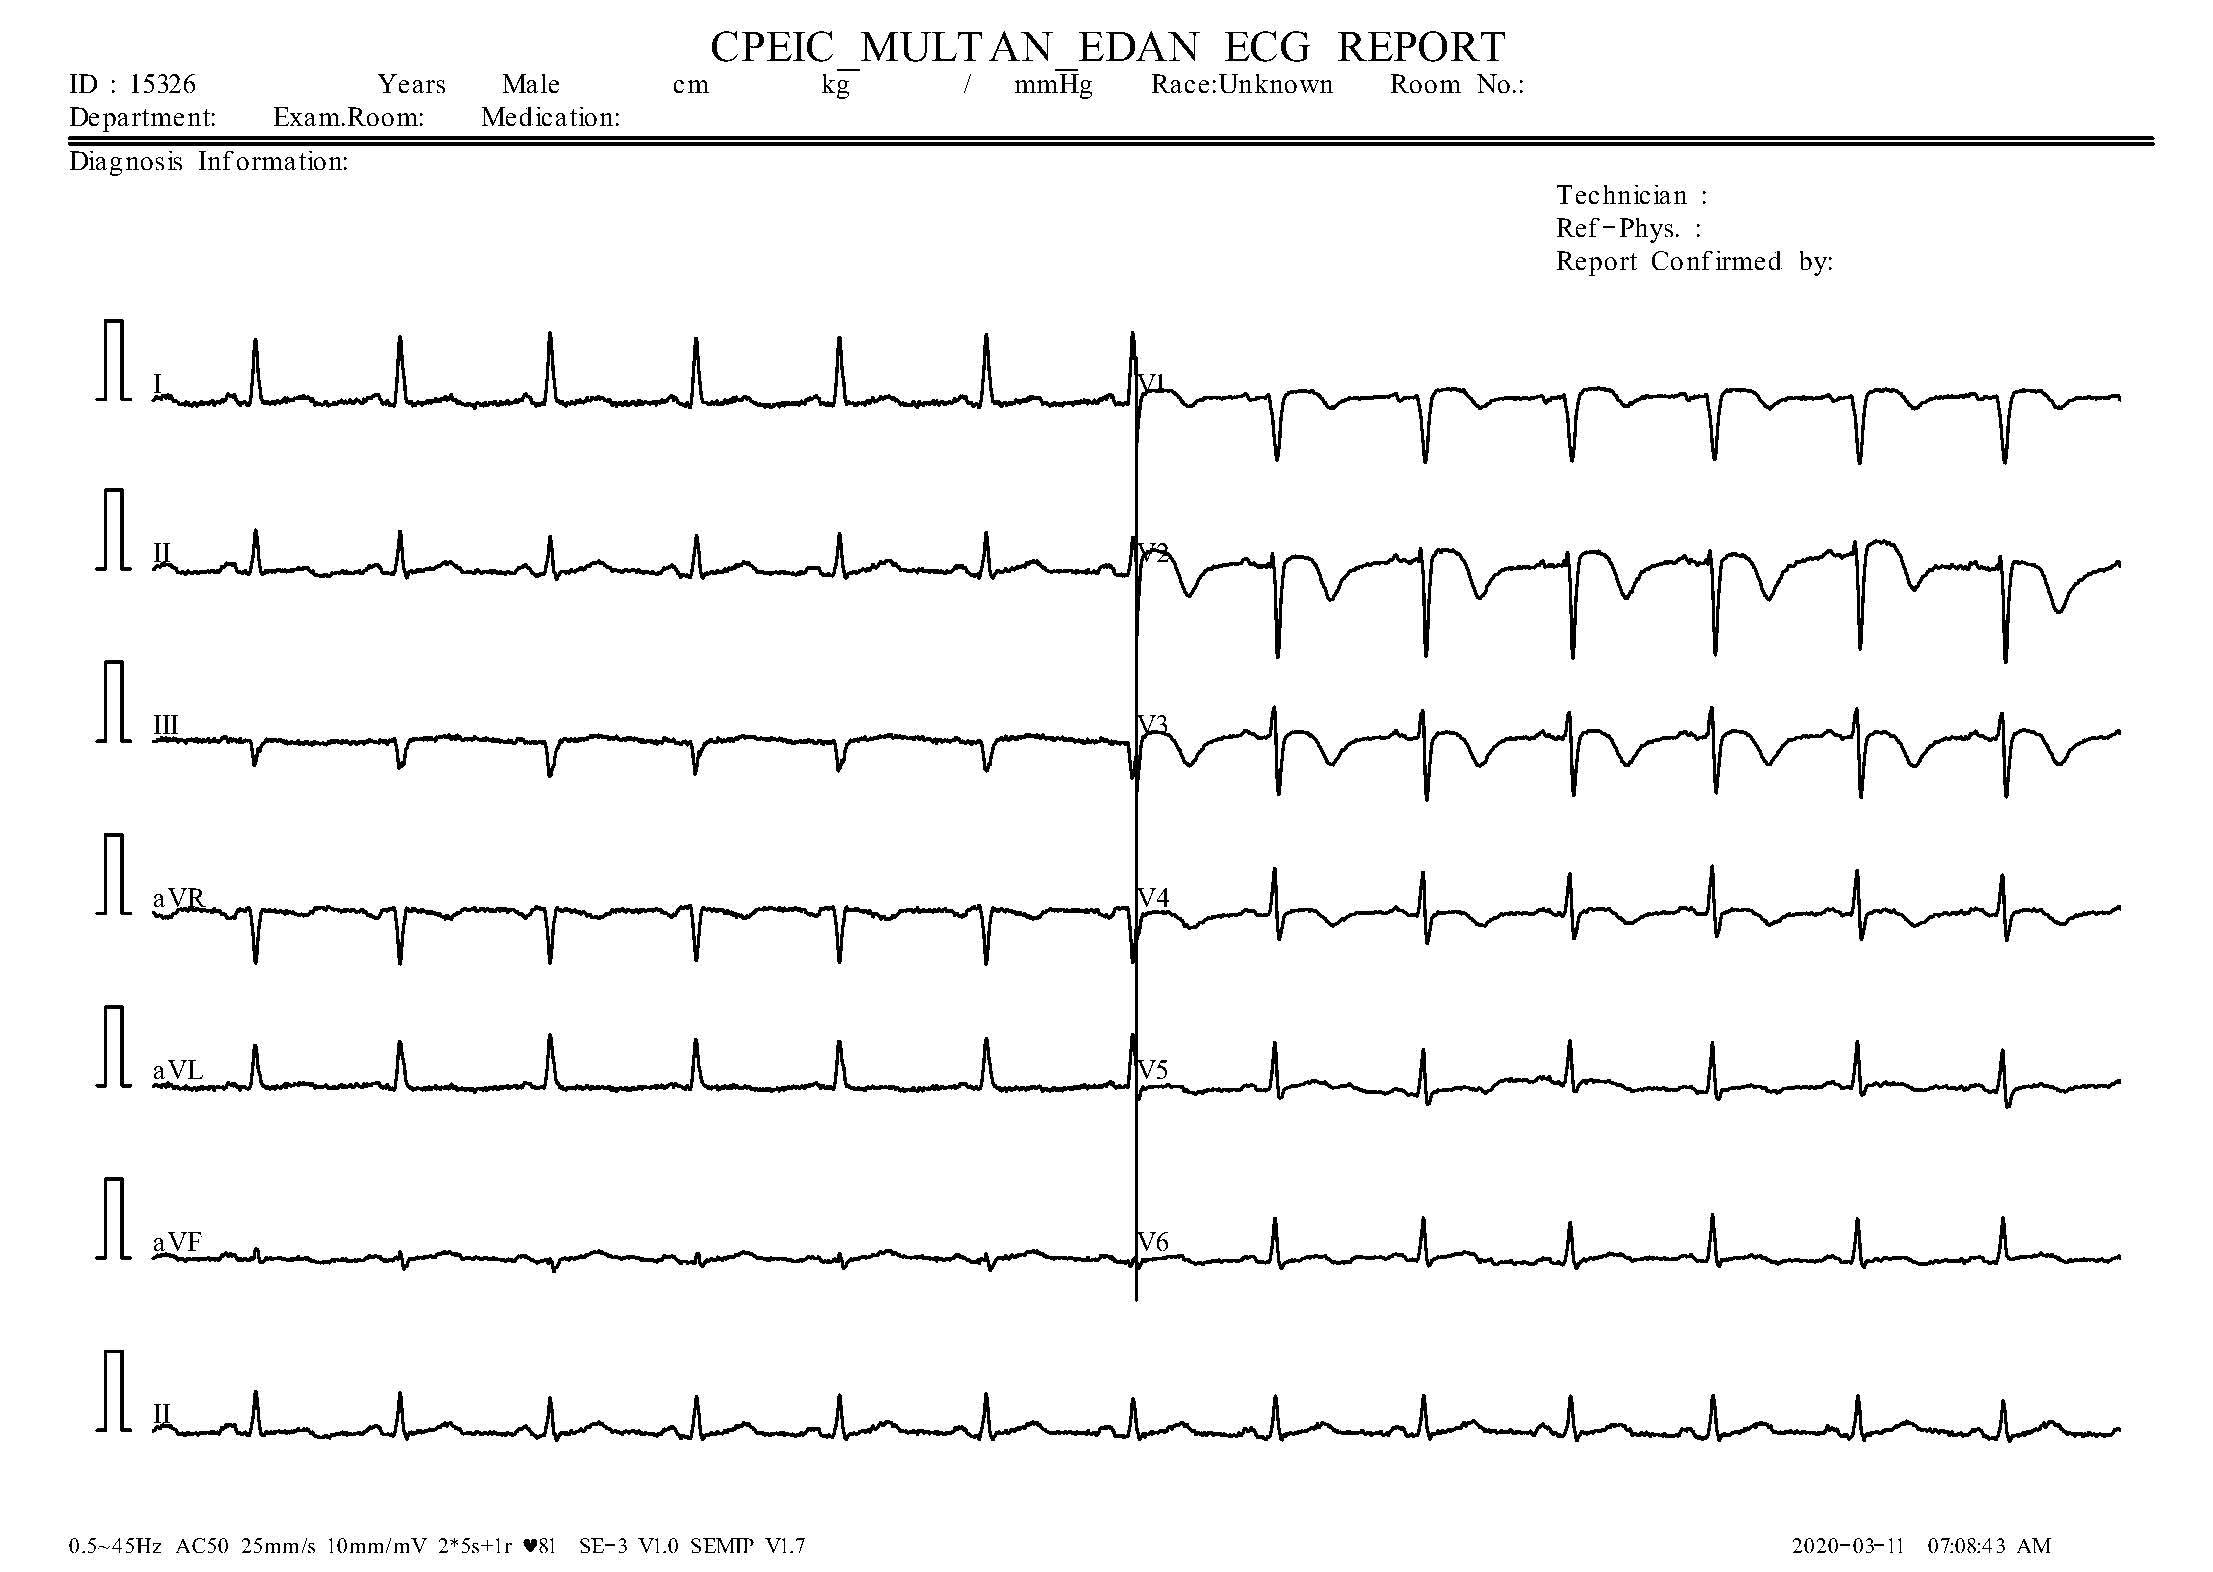 CPEIC_MULTAN_EDAN ECG REPORT
ID : 15326 Years Male cm kg / mmHg Race:Unknown Room No.:
Department: Exam.Room: Medication:
Diagnosis Information:
Technician :
Ref-Phys. :
Report Confirmed by:
I V1
II V2
III V3
aVR V4
aVL V5
aVF V6
II
0.5~45Hz AC50 25mm/s 10mm/mV 2*5s+1r ♥81 SE-3 V1.0 SEMIP V1.7 2020-03-11 07:08:43 AM